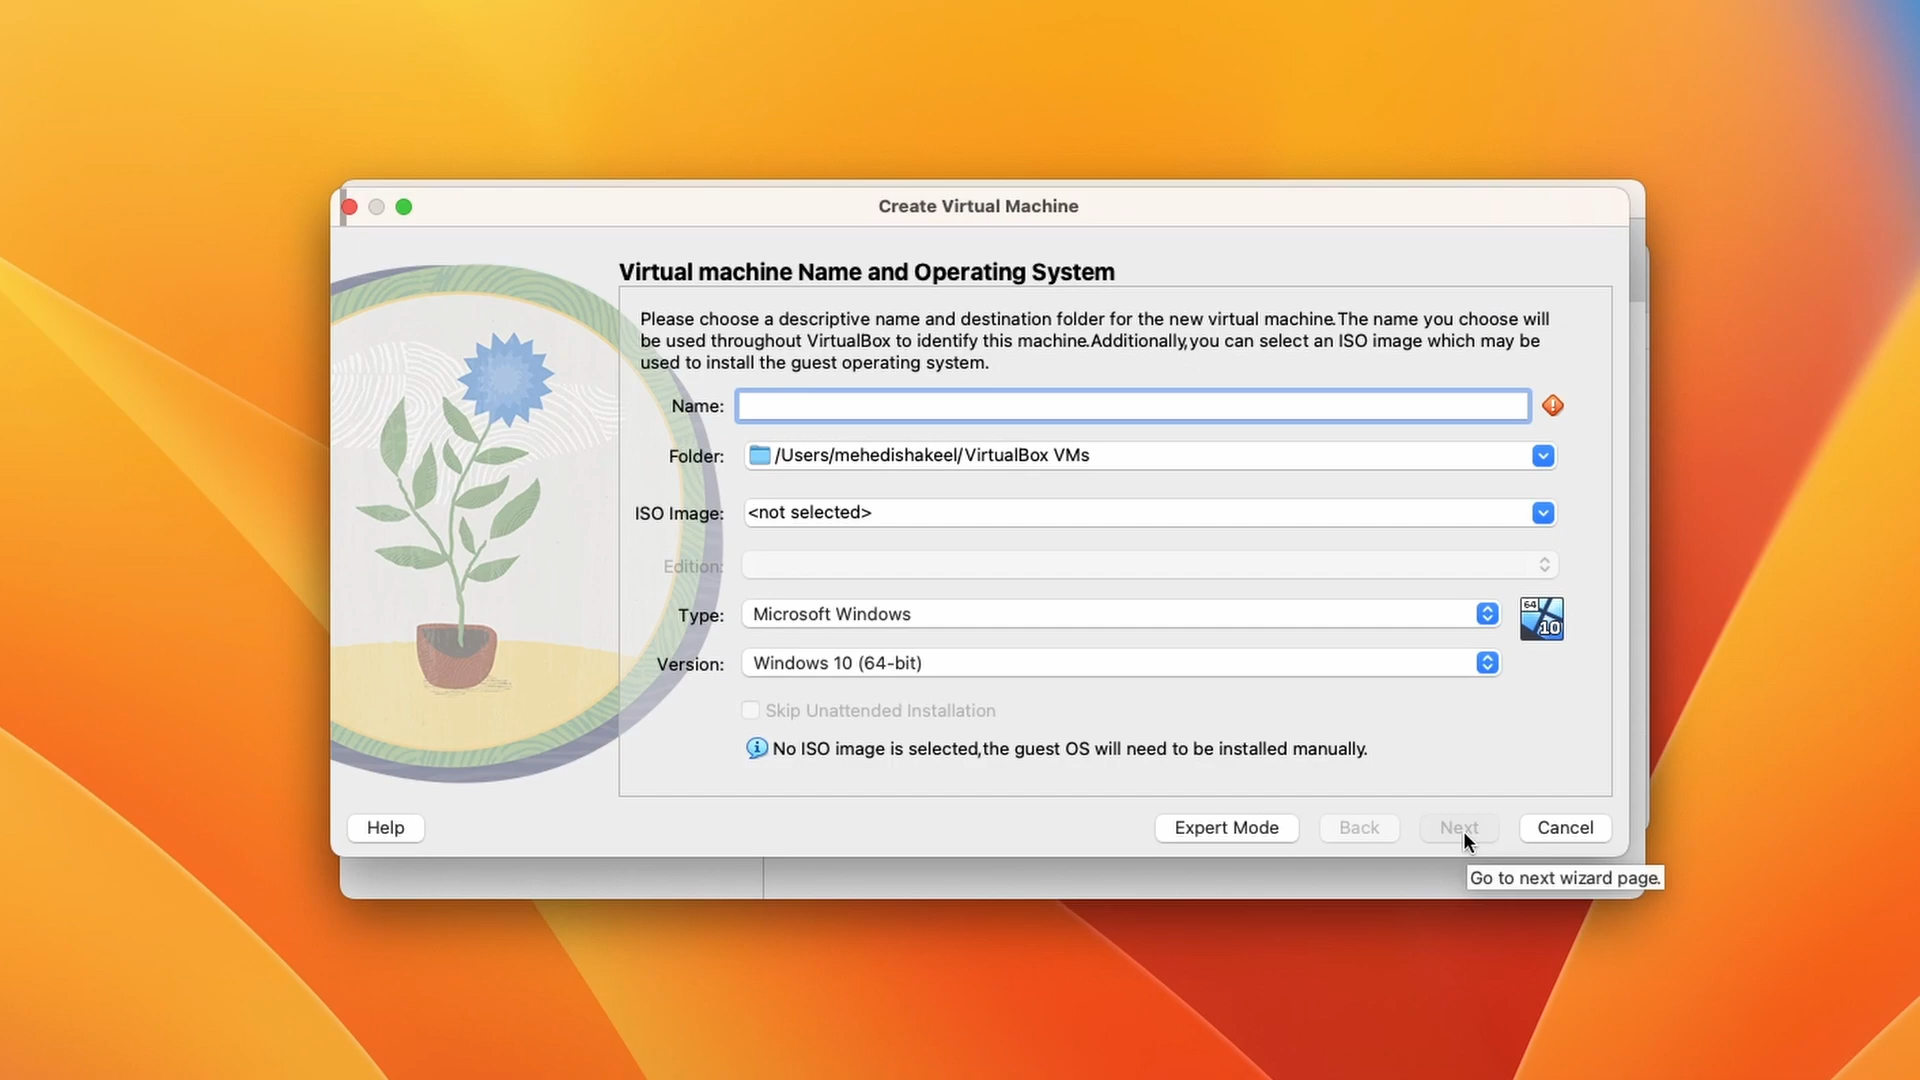 Create Virtual Machine
Virtual machine Name and Operating System
Please choose a descriptive name and destination folder for the new virtual machine.The name you choose will
be used throughout VirtualBox to identify this machine.Additionally,you can select an ISO image which may be
used to install the guest operating system.
Name:
Folder: /Users/mehedishakeel/VirtualBox VMs
ISO Image: <not selected>
Edition:
Type: Microsoft Windows 64 10
Version: Windows 10 (64-bit)
Skip Unattended Installation
No ISO image is selected,the guest OS will need to be installed manually.
Help Expert Mode Back Next Cancel
Go to next wizard page.